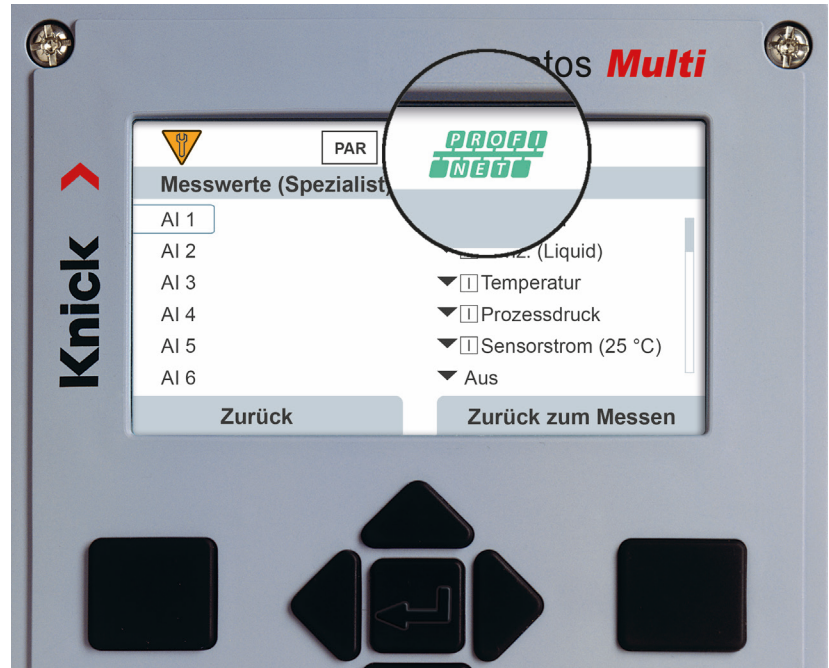 tos Multi
PAR
PROFI
NET
Messwerte (Spezialist)
AI 1
AI 2 (Liquid)
AI 3 I Temperatur
AI 4 I Prozessdruck
AI 5 I Sensorstrom (25 °C)
AI 6 Aus
Zurück Zurück zum Messen
Knick